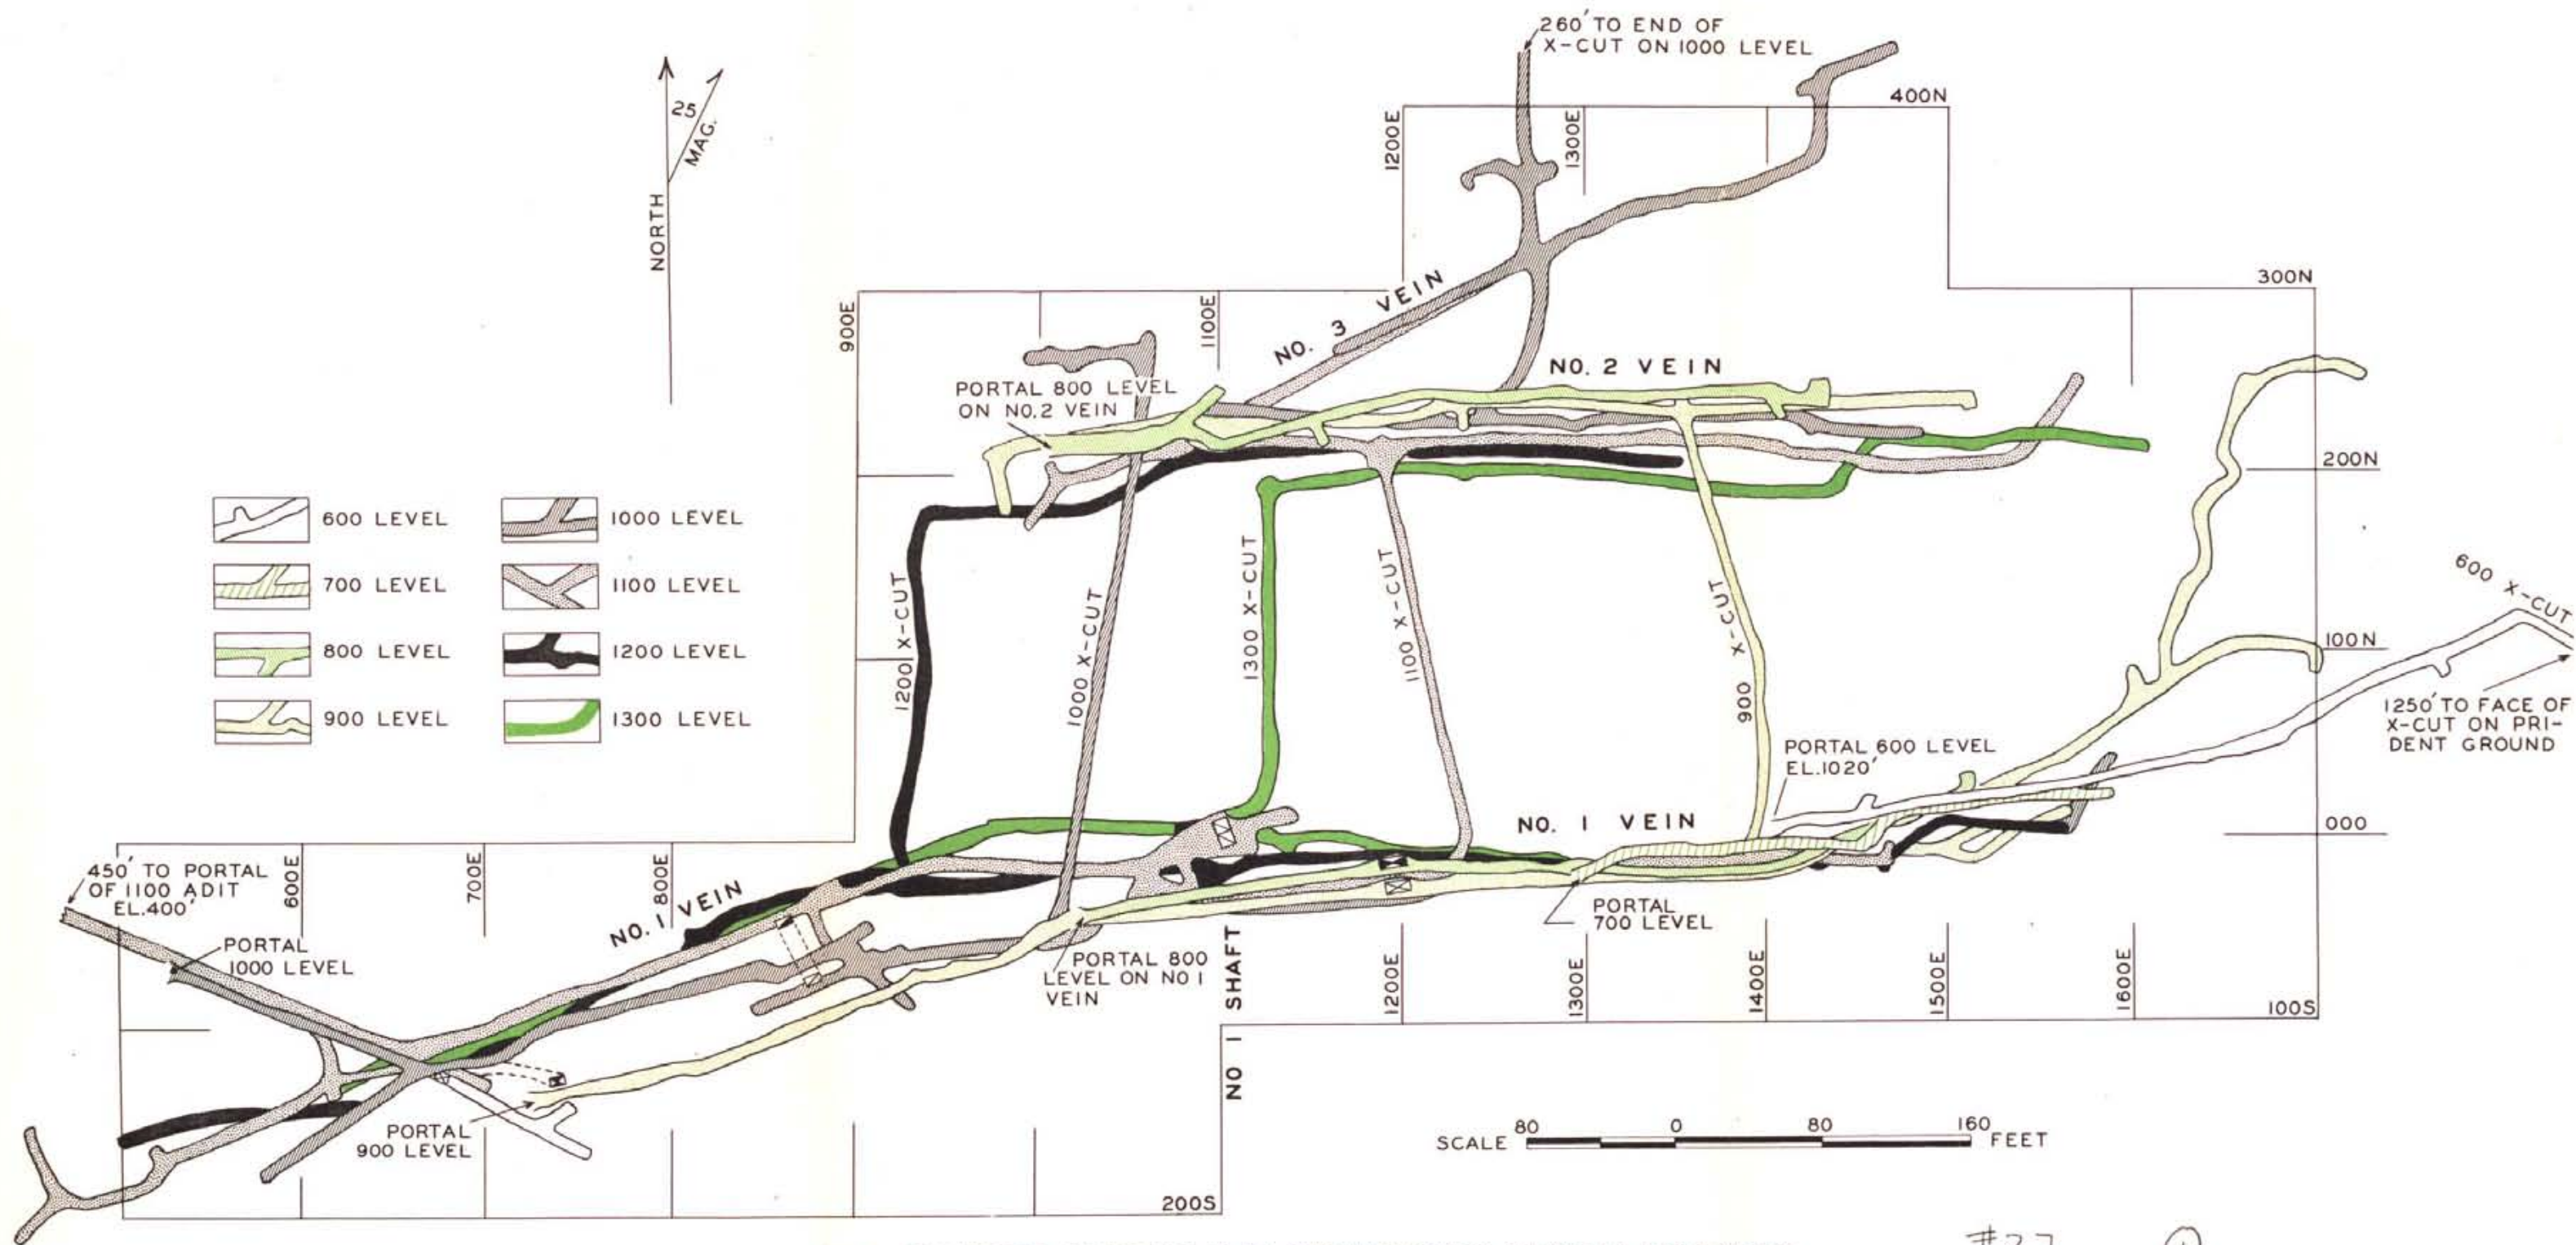 260' TO END OF
X-CUT ON 1000 LEVEL
25
MAG.
NORTH
400N
1200E
1300E
300N
900E
1100E
NO. 3 VEIN
NO. 2 VEIN
PORTAL 800 LEVEL
ON NO.2 VEIN
200N
600 LEVEL
1000 LEVEL
700 LEVEL
1100 LEVEL
800 LEVEL
1200 LEVEL
900 LEVEL
1300 LEVEL
1200 X-CUT
1000 X-CUT
1300 X-CUT
1100 X-CUT
900 X-CUT
600 X-CUT
100N
1250' TO FACE OF
X-CUT ON PRI-
DENT GROUND
PORTAL 600 LEVEL
EL.1020'
NO. 1 VEIN
000
450' TO PORTAL
OF 1100 ADIT
EL.400'
600E
700E
800E
NO. 1 VEIN
PORTAL
1000 LEVEL
PORTAL
700 LEVEL
PORTAL 800
LEVEL ON NO 1
VEIN
NO 1 SHAFT
1200E
1300E
1400E
1500E
1600E
100S
PORTAL
900 LEVEL
SCALE 80 0 80 160 FEET
200S